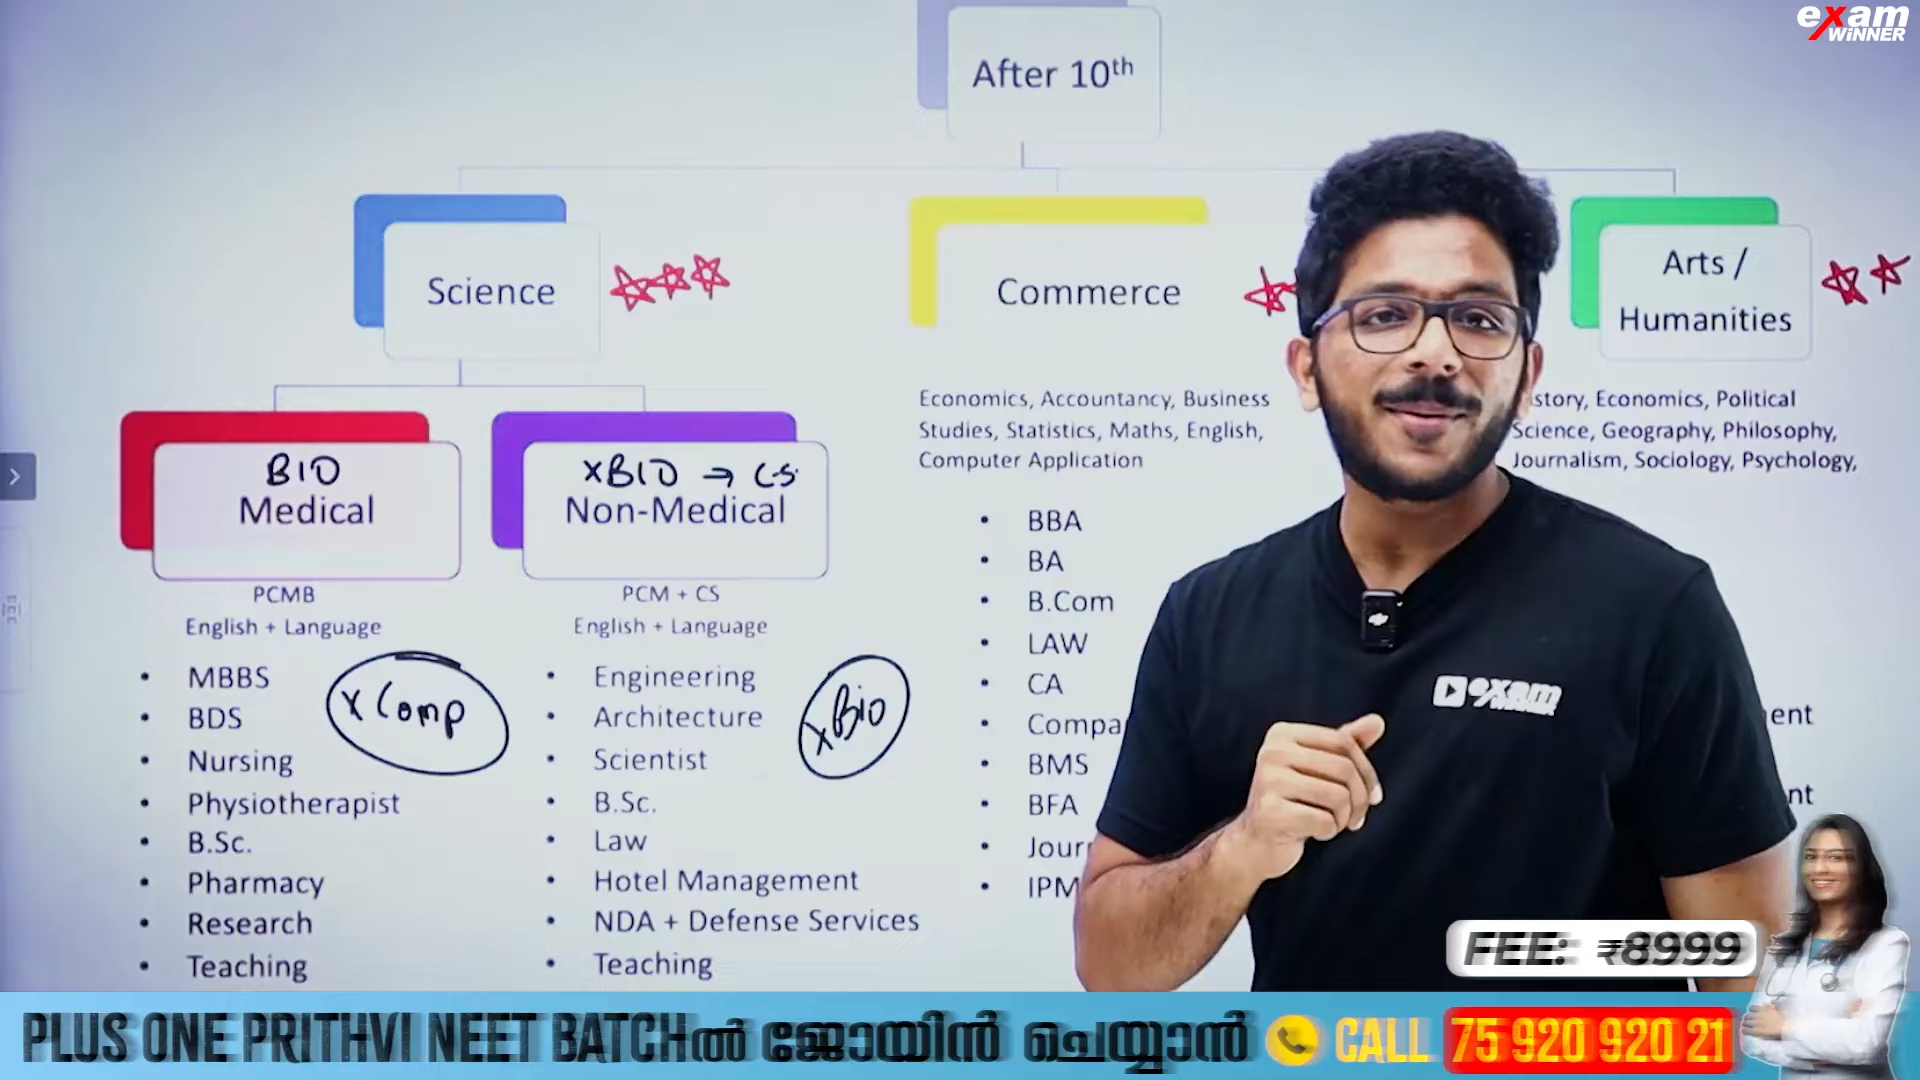 exam
WINNER
After 10th
Science
Commerce
Arts /
Humanities
BIO
Medical
XBIO → CS
Non-Medical
PCMB
English + Language
PCM + CS
English + Language
Economics, Accountancy, Business
Studies, Statistics, Maths, English,
Computer Application
Economics, Political
Science, Geography, Philosophy,
Journalism, Sociology, Psychology,
• MBBS
• BDS
• Nursing
• Physiotherapist
• B.Sc.
• Pharmacy
• Research
• Teaching
X Comp
• Engineering
• Architecture
• Scientist
• B.Sc.
• Law
• Hotel Management
• NDA + Defense Services
• Teaching
X Bio
• BBA
• BA
• B.Com
• LAW
• CA
• BMS
• BFA
• IPM
exam
FEE: ₹8999
PLUS ONE PRITHVI NEET BATCHൽ ജോയിൻ ചെയ്യാൻ CALL 75 920 920 21